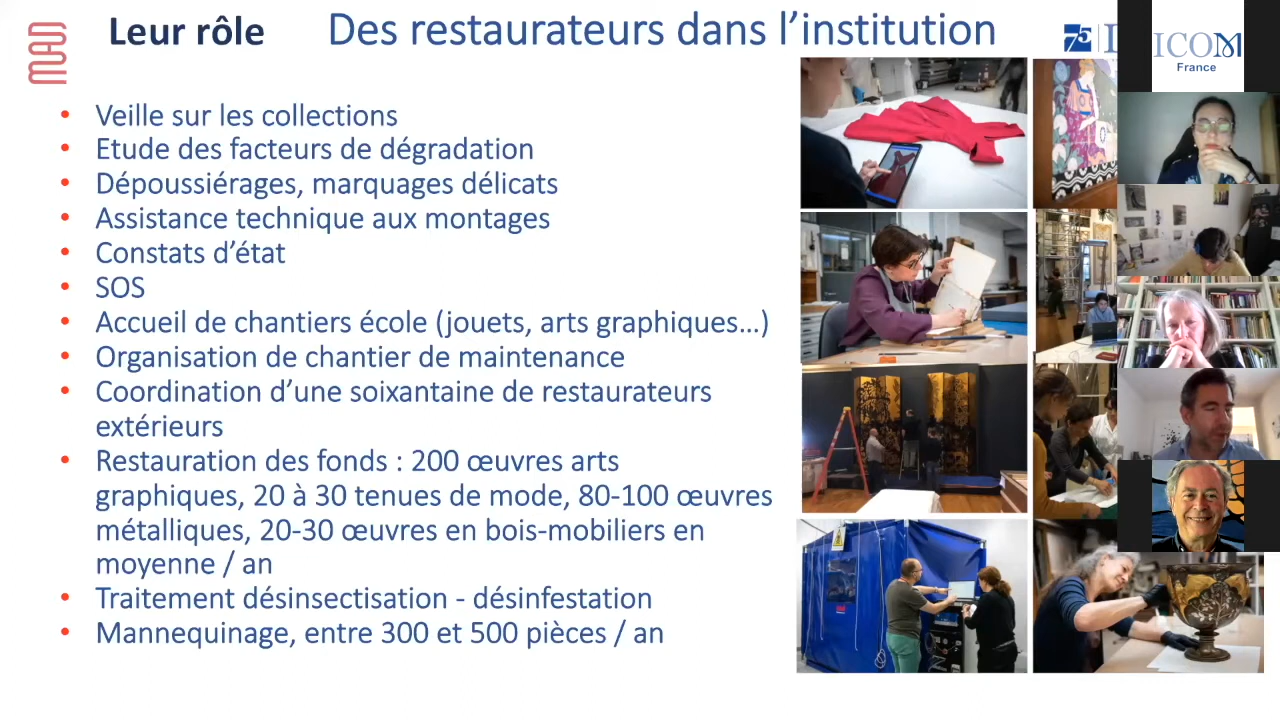 MAD
Leur rôle
Des restaurateurs dans l’institution
75
ICOM
France
• Veille sur les collections
• Etude des facteurs de dégradation
• Dépoussiérages, marquages délicats
• Assistance technique aux montages
• Constats d’état
• SOS
• Accueil de chantiers école (jouets, arts graphiques…)
• Organisation de chantier de maintenance
• Coordination d’une soixantaine de restaurateurs
extérieurs
• Restauration des fonds : 200 œuvres arts
graphiques, 20 à 30 tenues de mode, 80-100 œuvres
métalliques, 20-30 œuvres en bois-mobiliers en
moyenne / an
• Traitement désinsectisation - désinfestation
• Mannequinage, entre 300 et 500 pièces / an